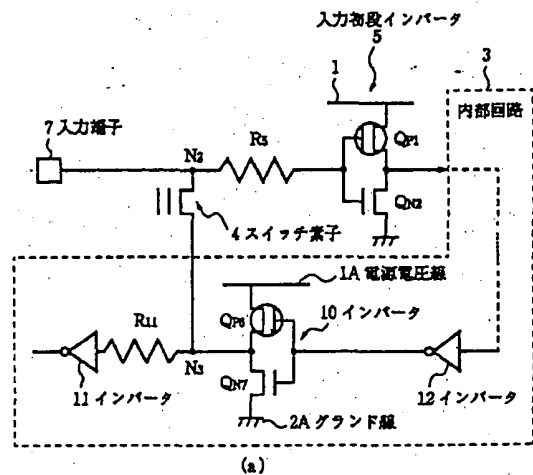 入力初段インバータ
5
1
3
7 入力端子
内部回路
N2
R5
QP1
QN2
4 スイッチ素子
1A 電源電圧線
QP6
10 インバータ
R11
N3
QN7
11 インバータ
12 インバータ
2A グランド線
(a)